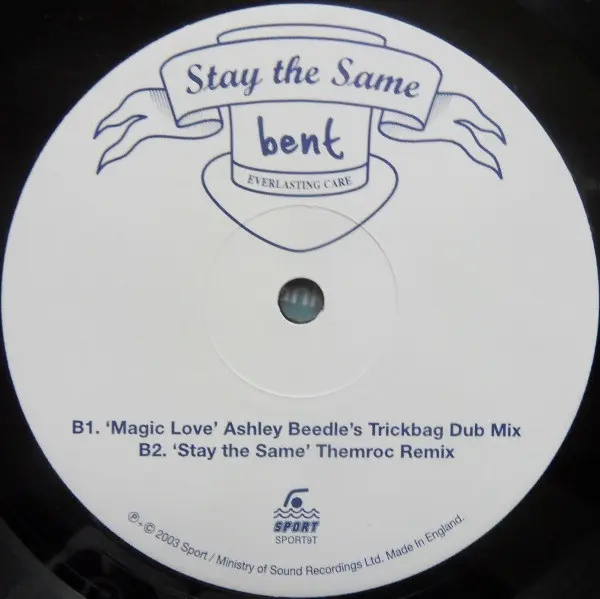 Stay the Same
bent
EVERLASTING CARE
B1. ‘Magic Love’ Ashley Beedle’s Trickbag Dub Mix
B2. ‘Stay the Same’ Themroc Remix
SPORT
SPORT9T
℗ + © 2003 Sport / Ministry of Sound Recordings Ltd. Made in England.